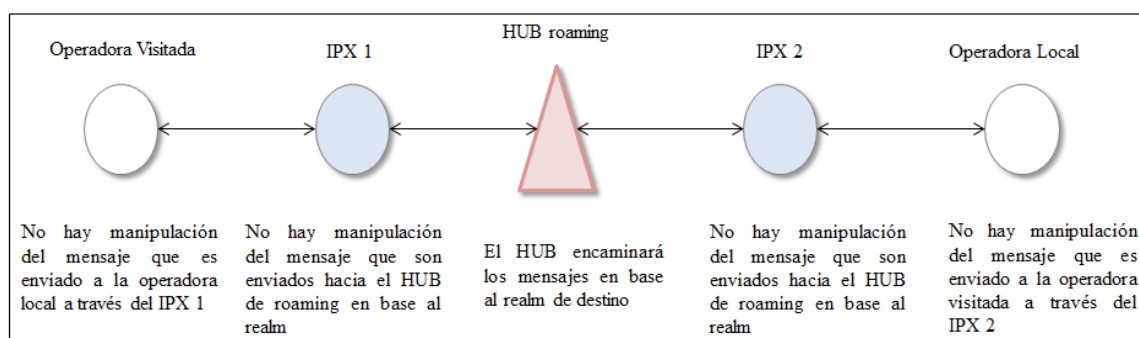 Operadora Visitada
IPX 1
HUB roaming
IPX 2
Operadora Local
No hay manipulación
del mensaje que es
enviado a la operadora
local a través del IPX 1
No hay manipulación
del mensaje que son
enviados hacia el HUB
de roaming en base al
realm
El HUB encaminará
los mensajes en base
al realm de destino
No hay manipulación
del mensaje que son
enviados hacia el HUB
de roaming en base al
realm
No hay manipulación
del mensaje que es
enviado a la operadora
visitada a través del
IPX 2